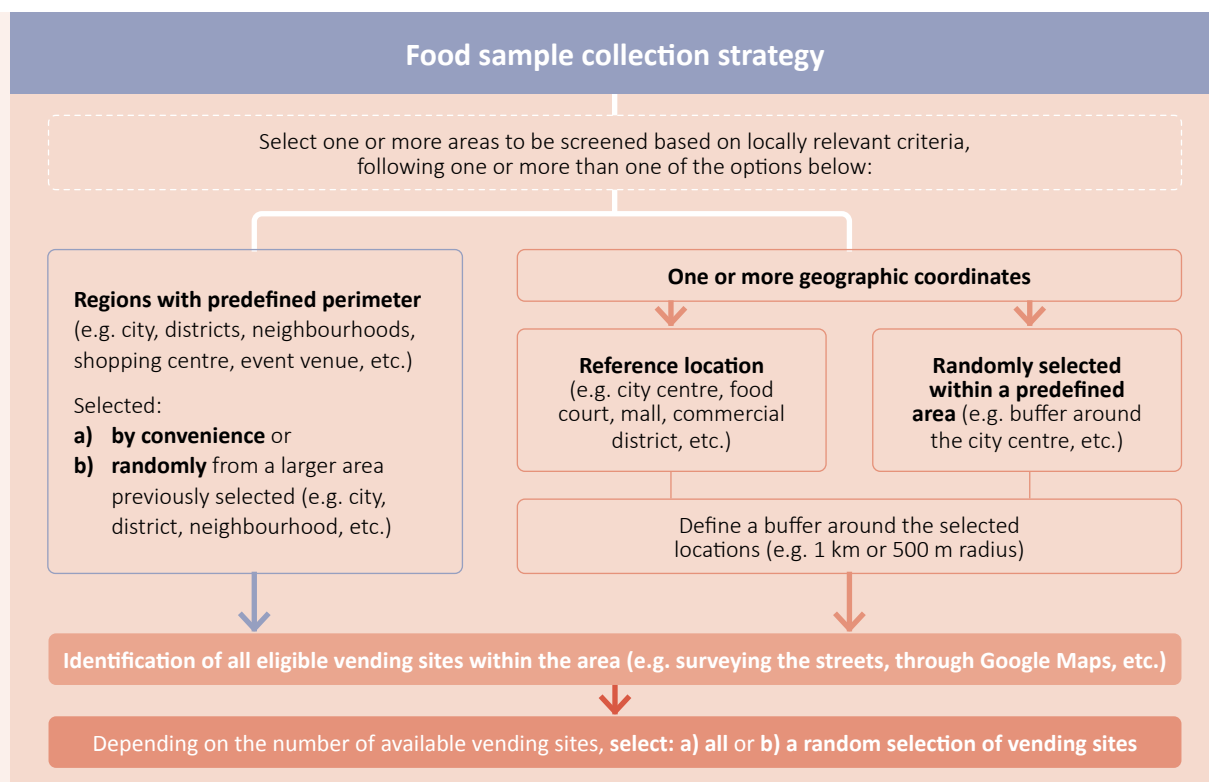 Food sample collection strategy
Select one or more areas to be screened based on locally relevant criteria,
following one or more than one of the options below:
Regions with predefined perimeter
(e.g. city, districts, neighbourhoods,
shopping centre, event venue, etc.)
Selected:
a) by convenience or
b) randomly from a larger area
previously selected (e.g. city,
district, neighbourhood, etc.)
One or more geographic coordinates
Reference location
(e.g. city centre, food
court, mall, commercial
district, etc.)
Randomly selected
within a predefined
area (e.g. buffer around
the city centre, etc.)
Define a buffer around the selected
locations (e.g. 1 km or 500 m radius)
Identification of all eligible vending sites within the area (e.g. surveying the streets, through Google Maps, etc.)
Depending on the number of available vending sites, select: a) all or b) a random selection of vending sites